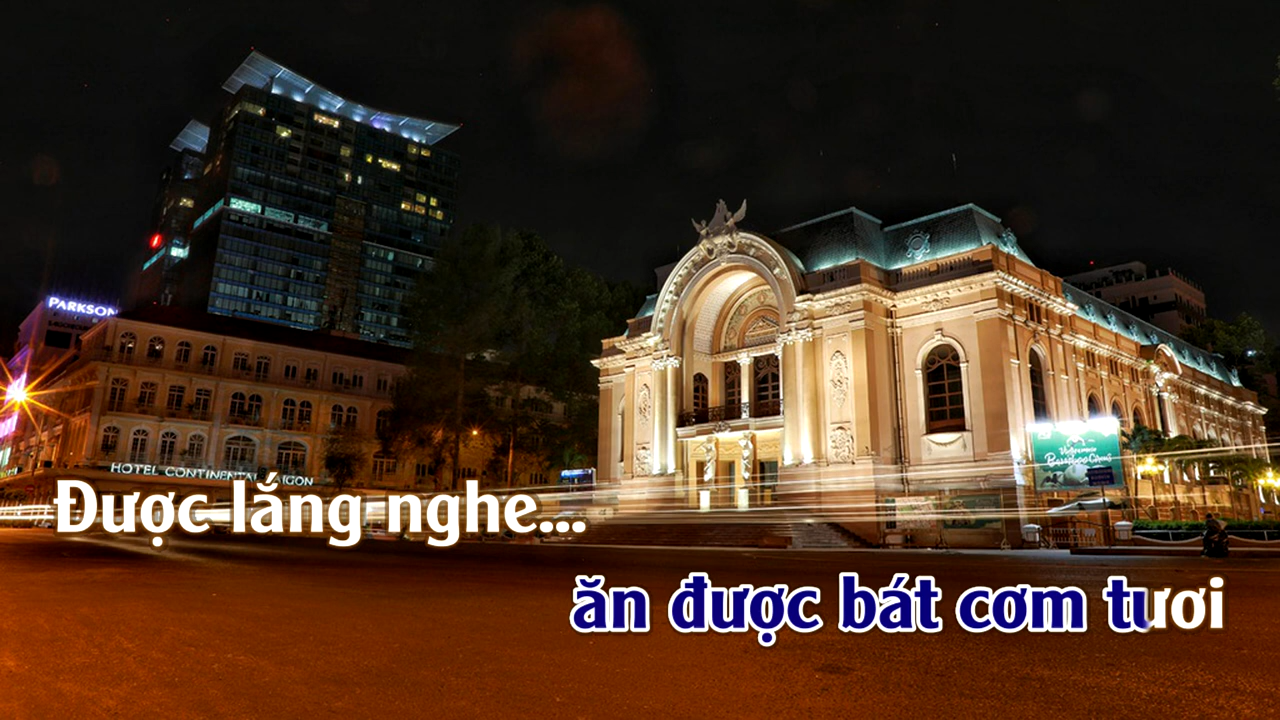 PARKSON
HOTEL CONTINENTAL SAIGON
Được lắng nghe...
ăn được bát cơm tươi